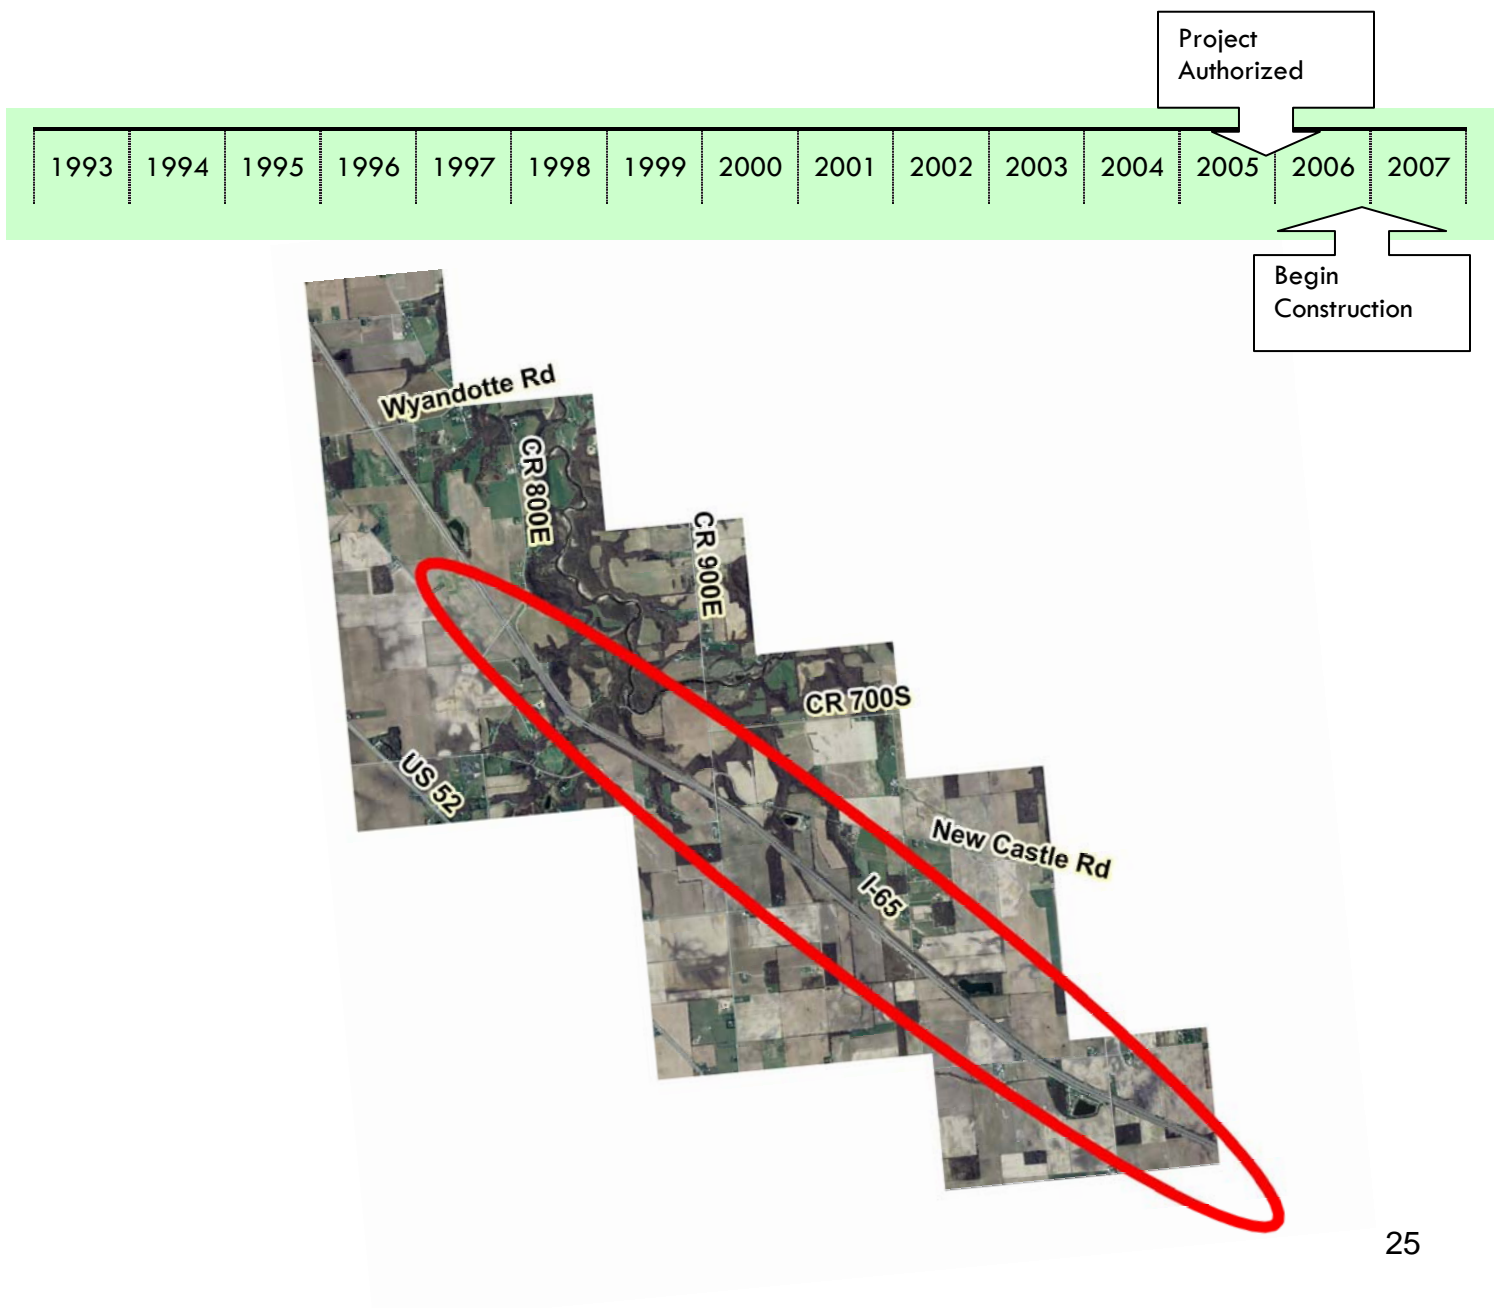 Project
Authorized
1993 1994 1995 1996 1997 1998 1999 2000 2001 2002 2003 2004 2005 2006 2007
Begin
Construction
Wyandotte Rd
CR 800E
CR 900E
CR 700S
US 52
New Castle Rd
I-65
25